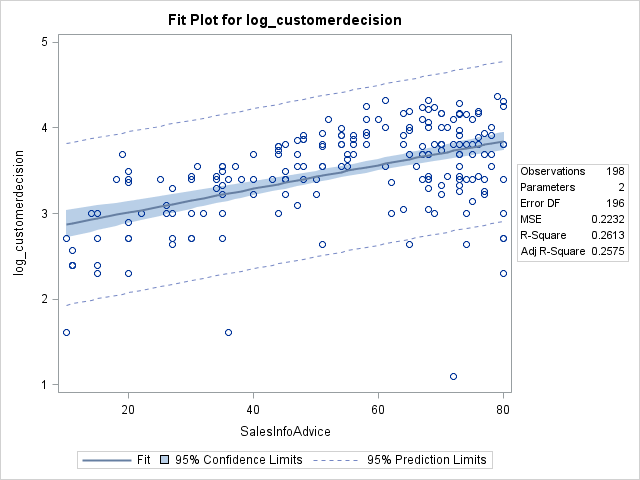 Fit Plot for log_customerdecision
5
4
3
2
1
log_customerdecision
20
40
60
80
SalesInfoAdvice
Observations 198
Parameters 2
Error DF 196
MSE 0.2232
R-Square 0.2613
Adj R-Square 0.2575
Fit 95% Confidence Limits 95% Prediction Limits